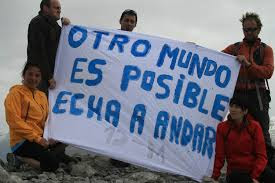 OTRO MUNDO
ES POSIBLE
ECHA A ANDAR